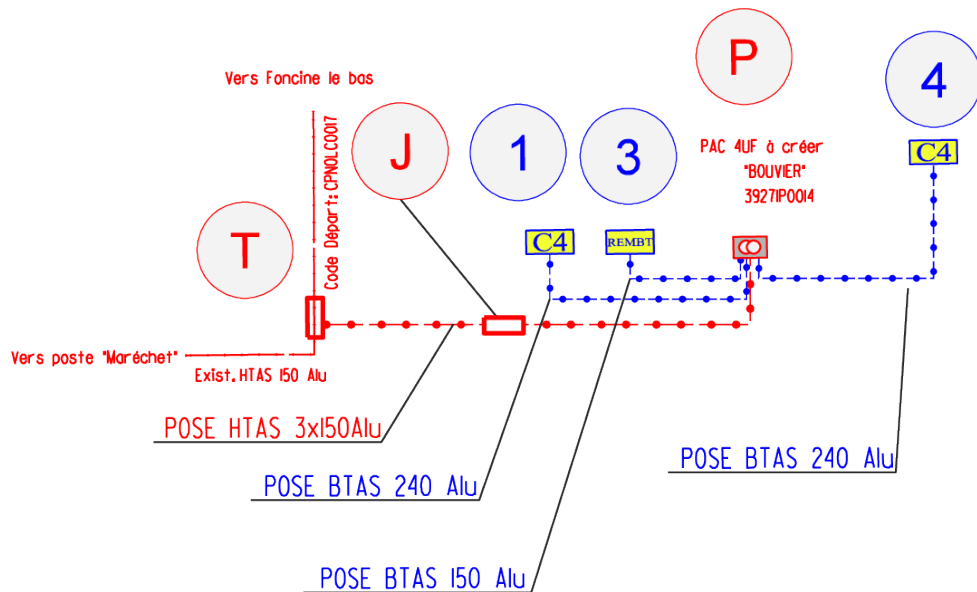 Vers Foncine le bas
P
4
J
1
3
Code Départ: CPNOLC0017
PAC 4UF à créer
"BOUVIER"
39271P0014
C4
T
C4
REMBT
Vers poste "Maréchet"
Exist. HTAS 150 Alu
POSE HTAS 3x150Alu
POSE BTAS 240 Alu
POSE BTAS 240 Alu
POSE BTAS 150 Alu